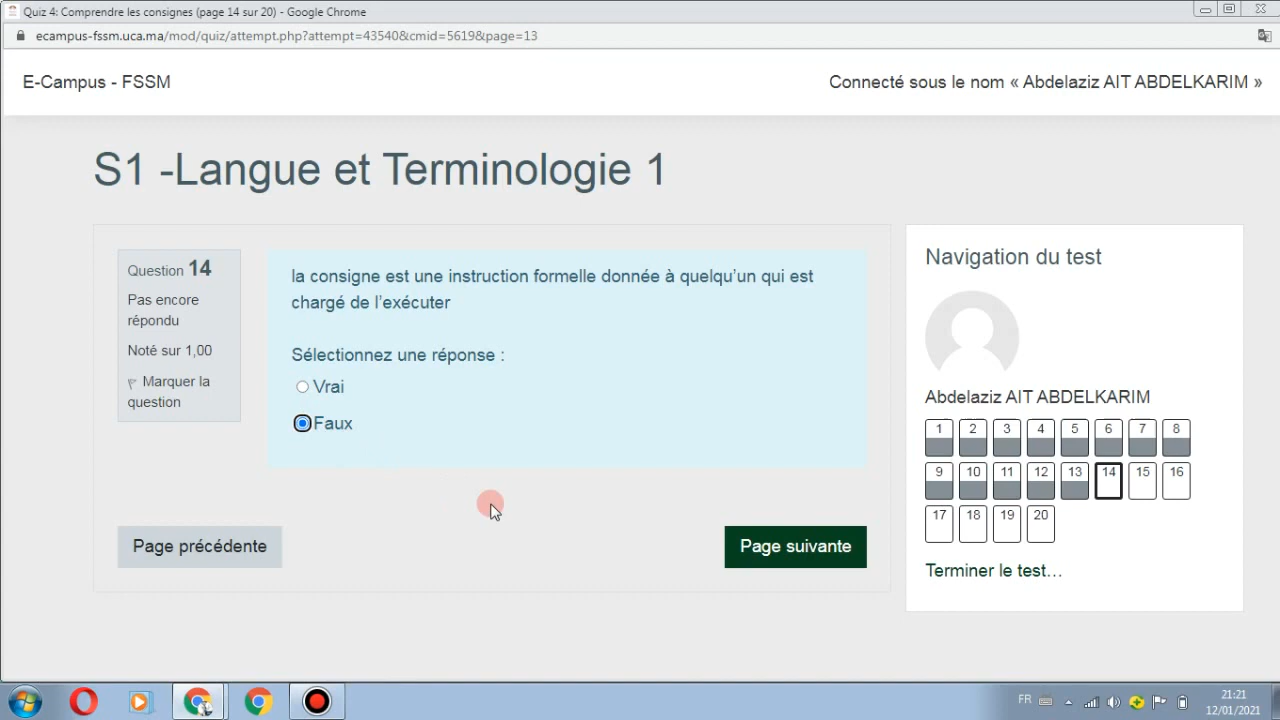 Quiz 4: Comprendre les consignes (page 14 sur 20) - Google Chrome
ecampus-fssm.uca.ma/mod/quiz/attempt.php?attempt=43540&cmid=5619&page=13
E-Campus - FSSM
Connecté sous le nom « Abdelaziz AIT ABDELKARIM »
S1 -Langue et Terminologie 1
Question 14
Pas encore
répondu
Noté sur 1,00
Marquer la
question
la consigne est une instruction formelle donnée à quelqu’un qui est
chargé de l’exécuter
Sélectionnez une réponse :
Vrai
Faux
Page précédente
Page suivante
Navigation du test
Abdelaziz AIT ABDELKARIM
1 2 3 4 5 6 7 8
9 10 11 12 13 14 15 16
17 18 19 20
Terminer le test…
FR
21:21
12/01/2021